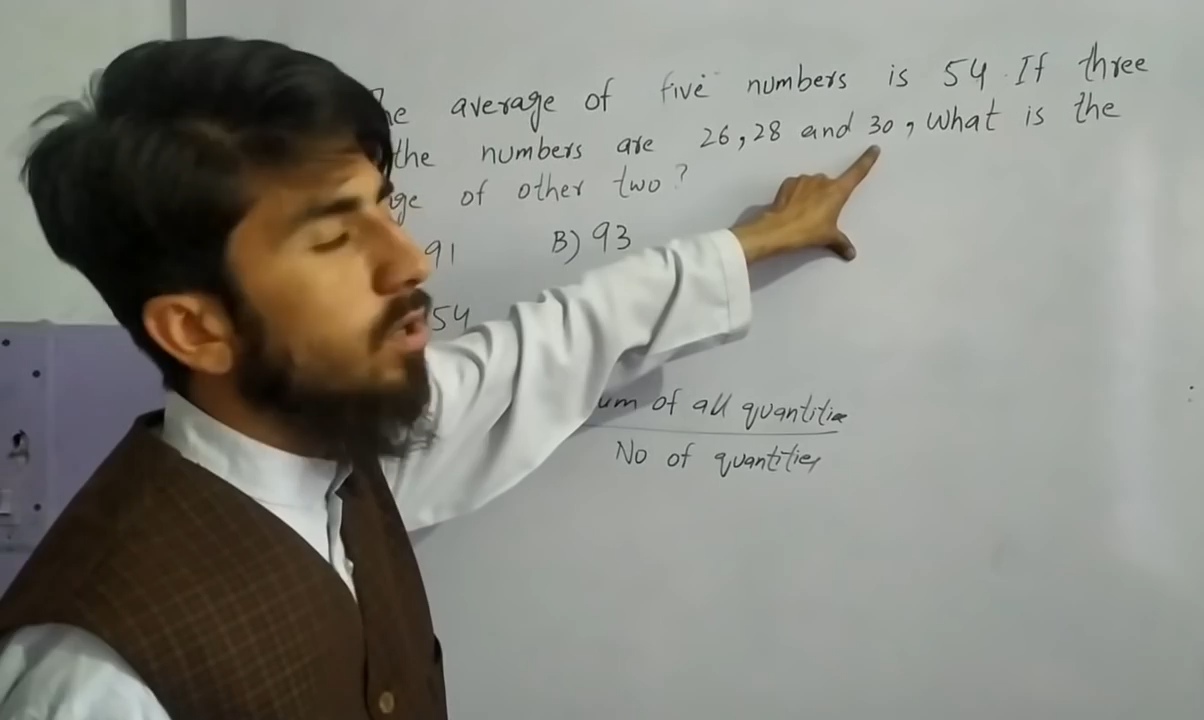 he average of five numbers is 54. If three
the numbers are 26, 28 and 30, What is the
ge of other two?
91 B) 93
54
um of all quantitie
No of quantities